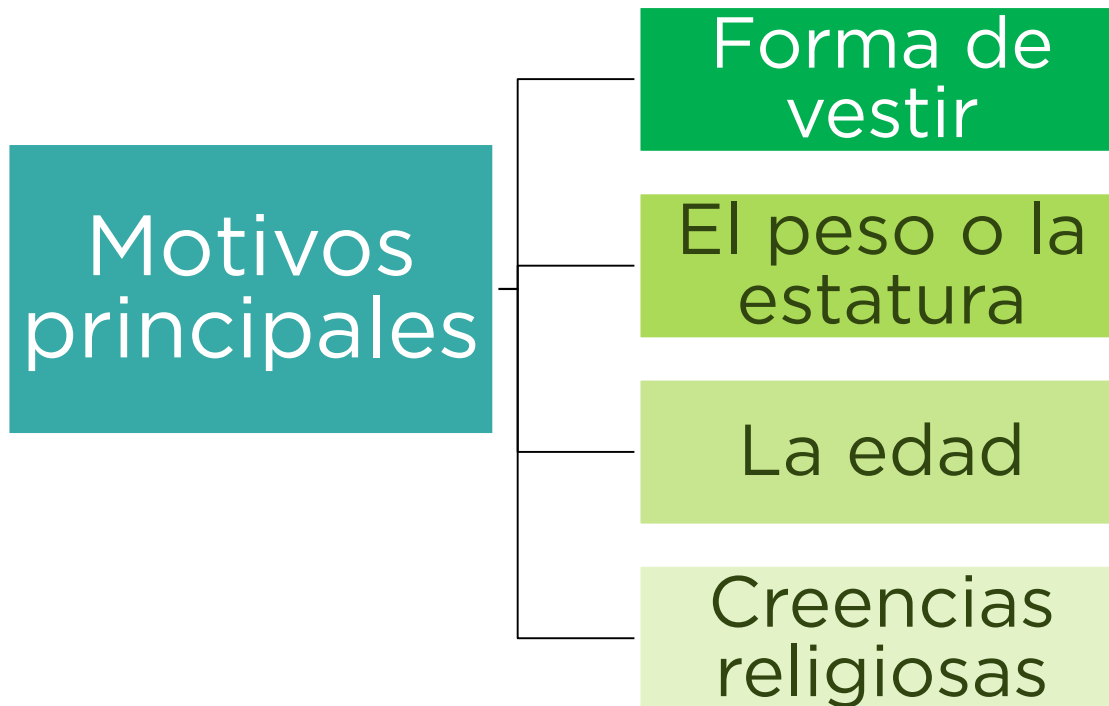 Motivos
principales
Forma de
vestir
El peso o la
estatura
La edad
Creencias
religiosas